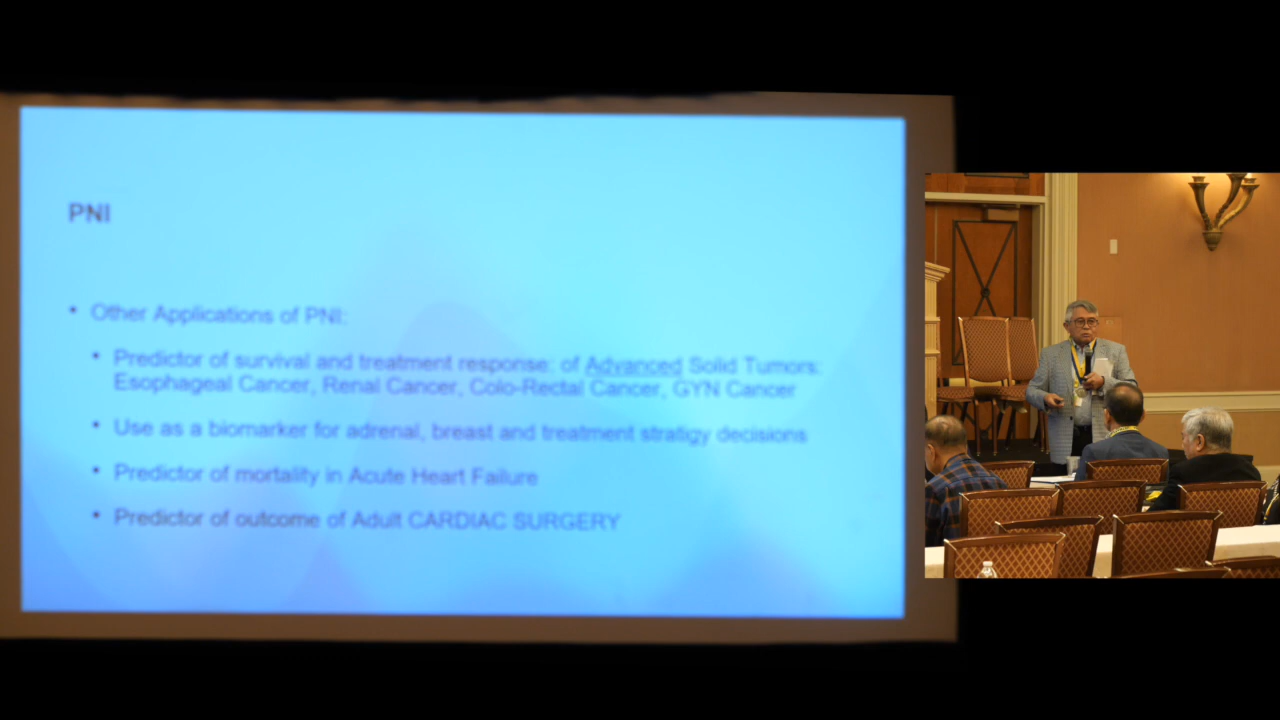 PNI
• Other Applications of PNI:
• Predictor of survival and treatment response: of Advanced Solid Tumors:
Esophageal Cancer, Renal Cancer, Colo-Rectal Cancer, GYN Cancer
• Use as a biomarker for adrenal, breast and treatment stratigy decisions
• Predictor of mortality in Acute Heart Failure
• Predictor of outcome of Adult CARDIAC SURGERY